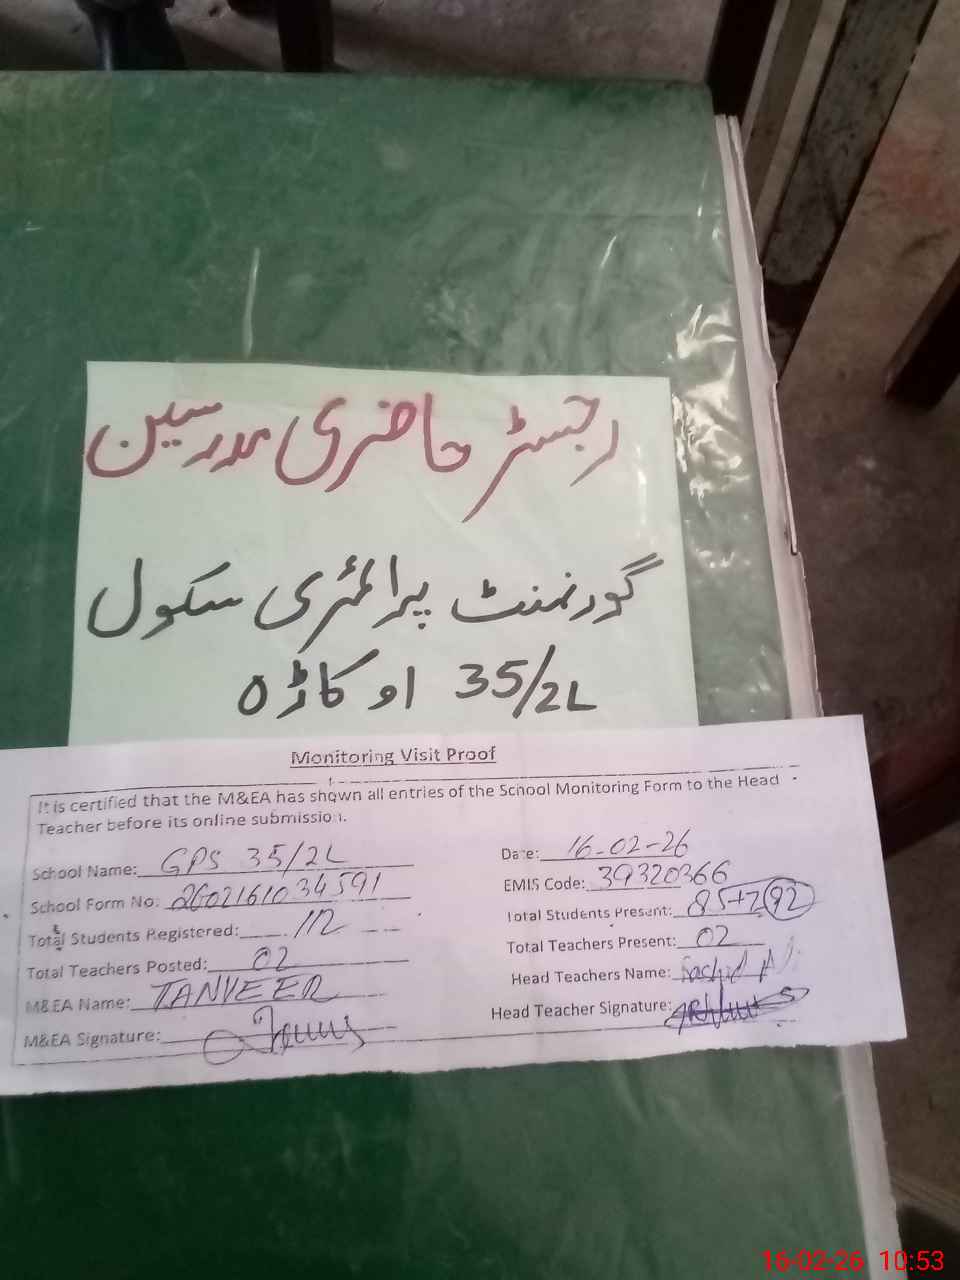 رجسٹر حاضری مدرسین
گورنمنٹ پرائمری سکول
35/2L اوکاڑہ
Monitoring Visit Proof
It is certified that the M&EA has shown all entries of the School Monitoring Form to the Head
Teacher before its online submission.
School Name: GPS 35/2L
Date: 16-02-26
School Form No: 2602161034591
EMIS Code: 39320366
Total Students Registered: 112
Total Students Present: 85+7 92
Total Teachers Posted: 02
Total Teachers Present: 02
M&EA Name: TANVEER
Head Teachers Name:
M&EA Signature:
Head Teacher Signature:
16-02-26 10:53